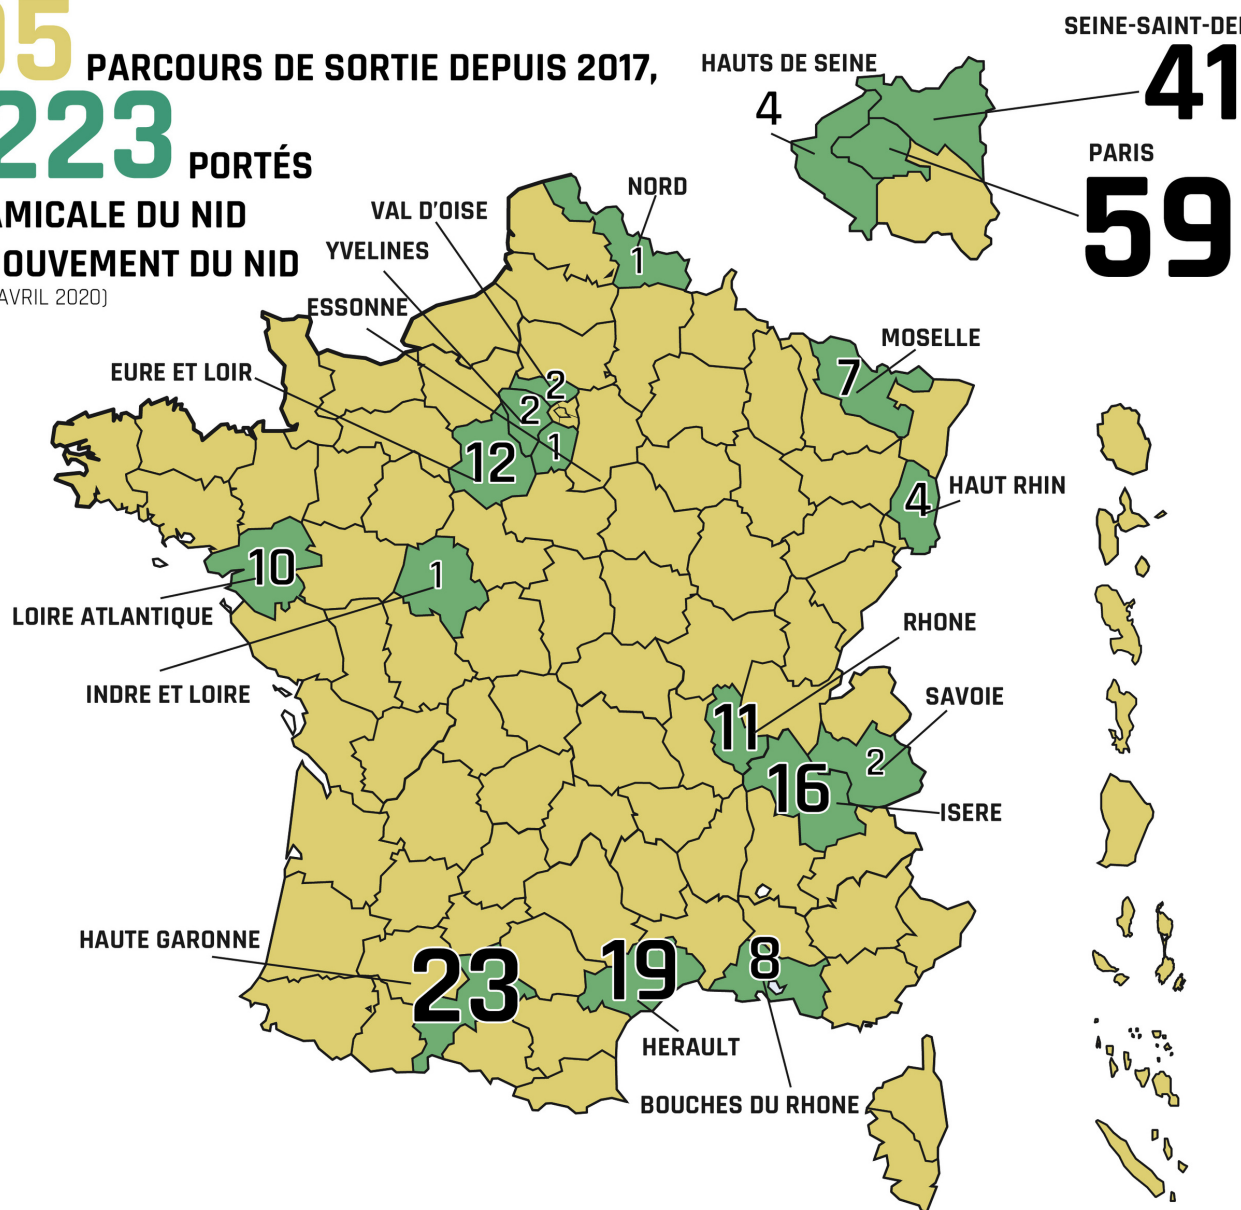 5 PARCOURS DE SORTIE DEPUIS 2017,
223 PORTÉS
AMICALE DU NID
OUVEMENT DU NID
AVRIL 2020)
SEINE-SAINT-DE
41
HAUTS DE SEINE
4
PARIS
59
NORD
1
VAL D'OISE
2
YVELINES
2
ESSONNE
1
EURE ET LOIR
12
MOSELLE
7
HAUT RHIN
4
LOIRE ATLANTIQUE
10
INDRE ET LOIRE
1
RHONE
11
SAVOIE
2
ISERE
16
HAUTE GARONNE
23
HERAULT
19
BOUCHES DU RHONE
8